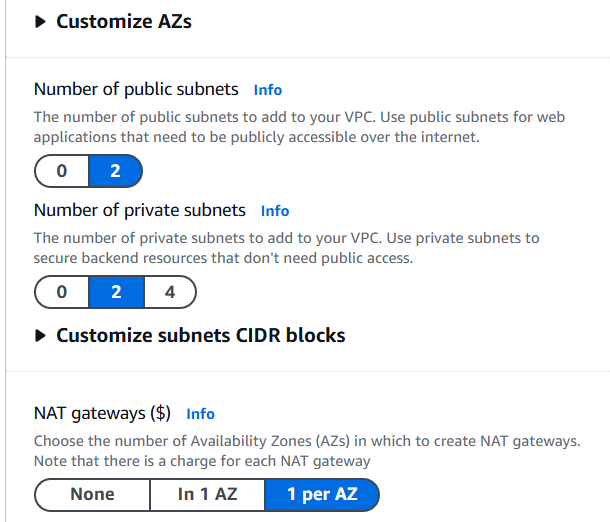 Customize AZs
Number of public subnets Info
The number of public subnets to add to your VPC. Use public subnets for web
applications that need to be publicly accessible over the internet.
0 2
Number of private subnets Info
The number of private subnets to add to your VPC. Use private subnets to
secure backend resources that don't need public access.
0 2 4
Customize subnets CIDR blocks
NAT gateways ($) Info
Choose the number of Availability Zones (AZs) in which to create NAT gateways.
Note that there is a charge for each NAT gateway
None In 1 AZ 1 per AZ